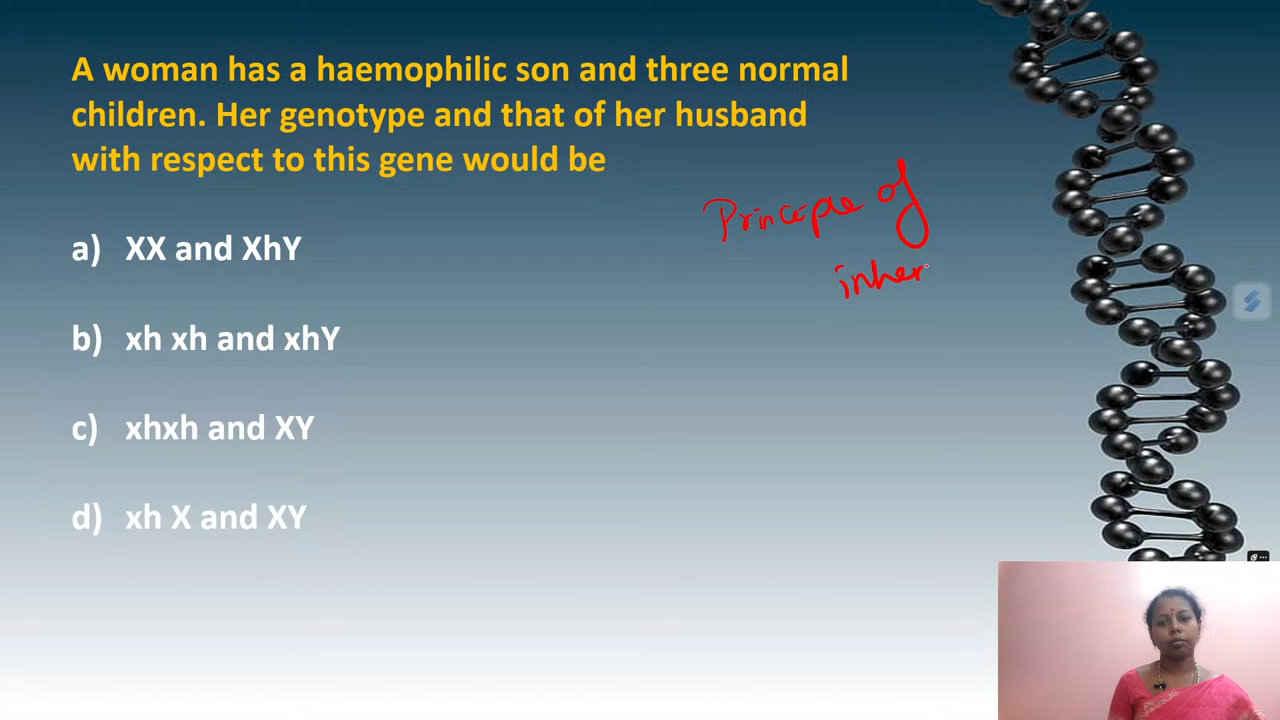 A woman has a haemophilic son and three normal
children. Her genotype and that of her husband
with respect to this gene would be
Principle of
inher
a) XX and XhY
b) xh xh and xhY
c) xhxh and XY
d) xh X and XY